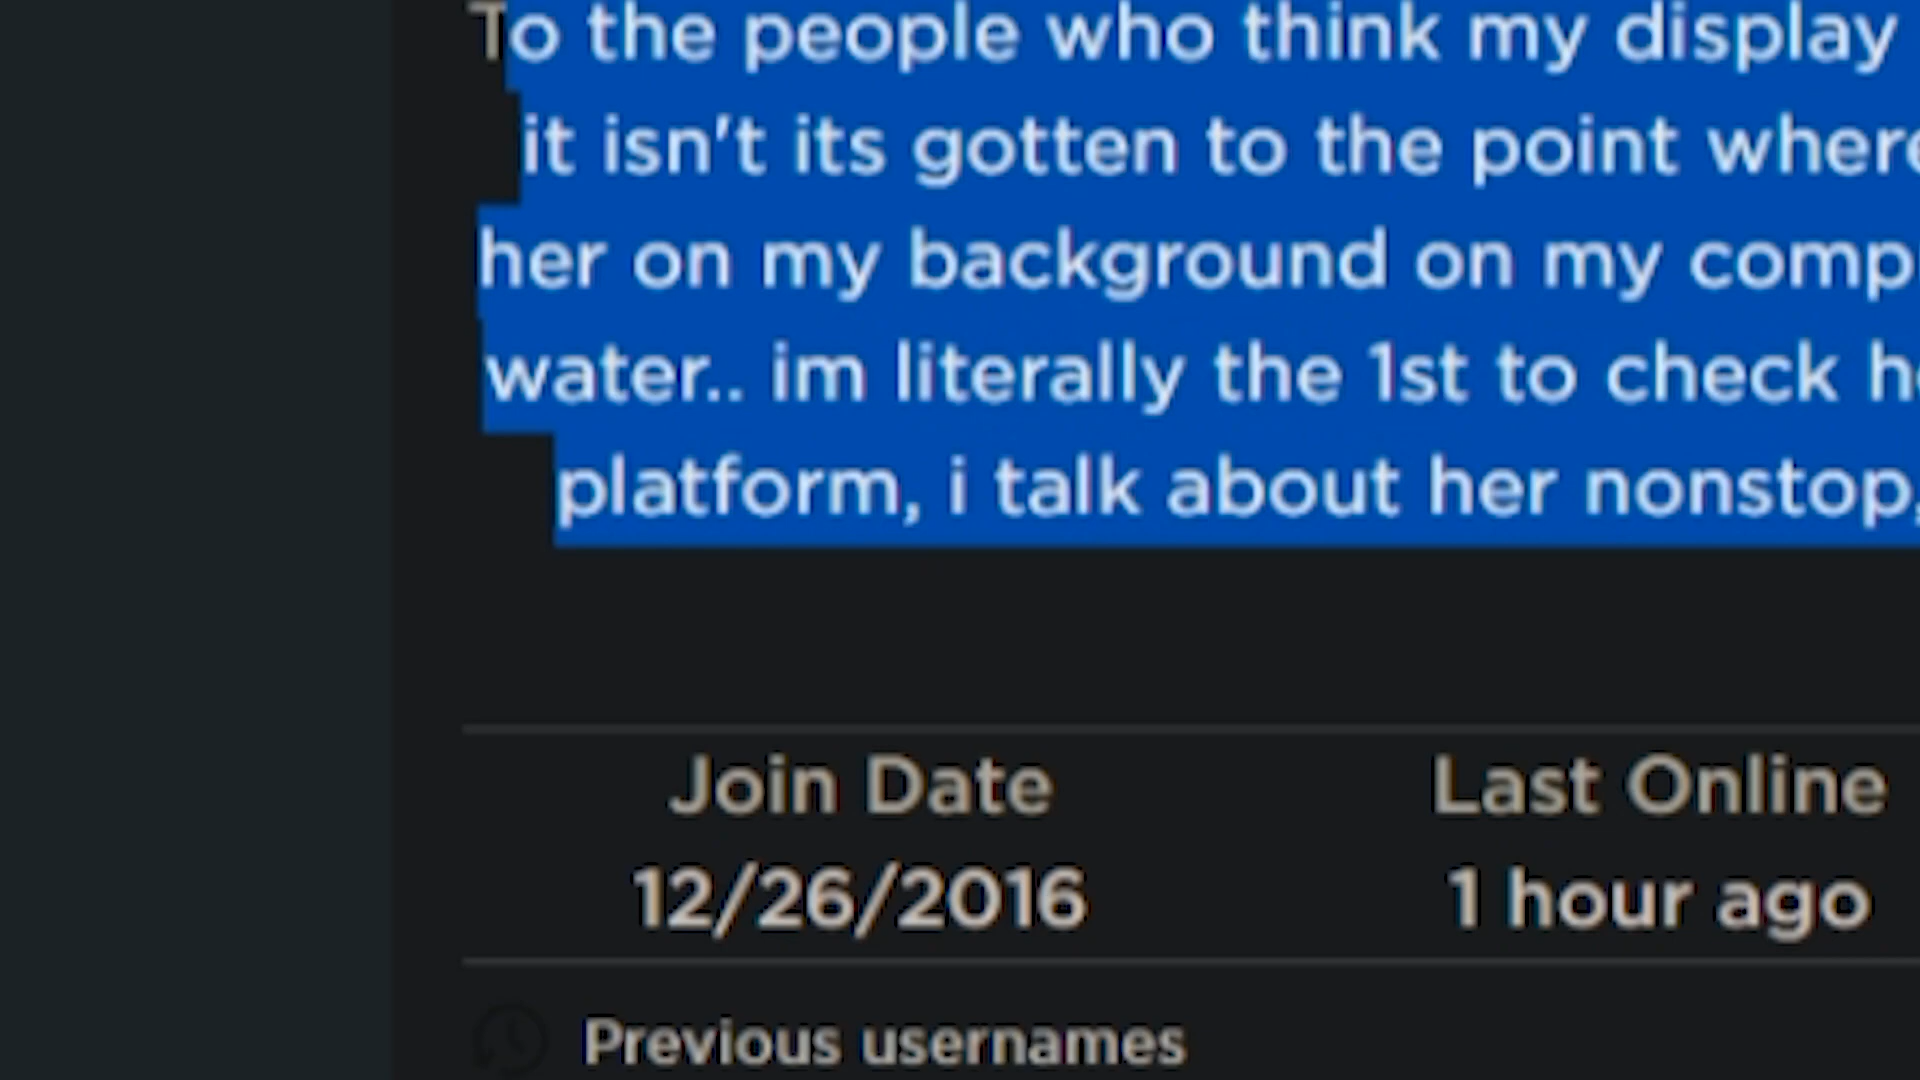 To the people who think my display
it isn't its gotten to the point where
her on my background on my comp
water.. im literally the 1st to check he
platform, i talk about her nonstop,
Join Date
Last Online
12/26/2016
1 hour ago
Previous usernames